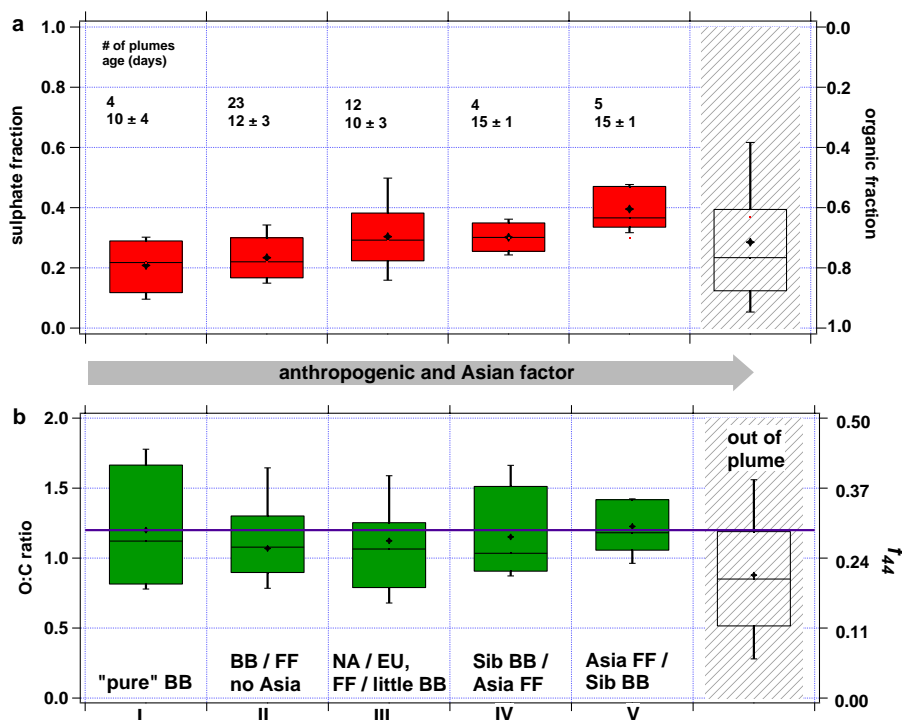 a
1.0
0.8
0.6
0.4
0.2
0.0
sulphate fraction
# of plumes
age (days)
4
10 ± 4
23
12 ± 3
12
10 ± 3
4
15 ± 1
5
15 ± 1
0.0
0.2
0.4
0.6
0.8
1.0
organic fraction
anthropogenic and Asian factor
b
2.0
1.5
1.0
0.5
0.0
O:C ratio
out of
plume
0.50
0.37
0.24
0.11
0.00
f44
"pure" BB
BB / FF
no Asia
NA / EU,
FF / little BB
Sib BB /
Asia FF
Asia FF /
Sib BB
I
II
III
IV
V